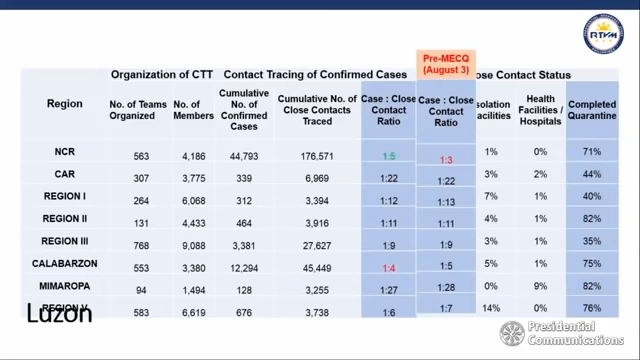 RTVM
Pre-MECQ
(August 3)
Organization of CTT Contact Tracing of Confirmed Cases ose Contact Status
Region No. of Teams Organized No. of Members Cumulative No. of Confirmed Cases Cumulative No. of Close Contacts Traced Case : Close Contact Ratio Case : Close Contact Ratio solation acilities Health Facilities / Hospitals Completed Quarantine
NCR 563 4,186 44,793 176,571 1:5 1:3 1% 0% 71%
CAR 307 3,775 339 6,969 1:22 1:22 3% 2% 44%
REGION I 264 6,068 312 3,394 1:12 1:13 7% 1% 40%
REGION II 131 4,433 464 3,916 1:11 1:11 4% 1% 82%
REGION III 768 9,088 3,381 27,627 1:9 1:9 3% 1% 35%
CALABARZON 553 3,380 12,294 45,449 1:4 1:5 5% 1% 75%
MIMAROPA 94 1,494 128 3,255 1:27 1:28 0% 9% 82%
REGION V 583 6,619 676 3,738 1:6 1:7 14% 0% 76%
Luzon
Presidential
Communications